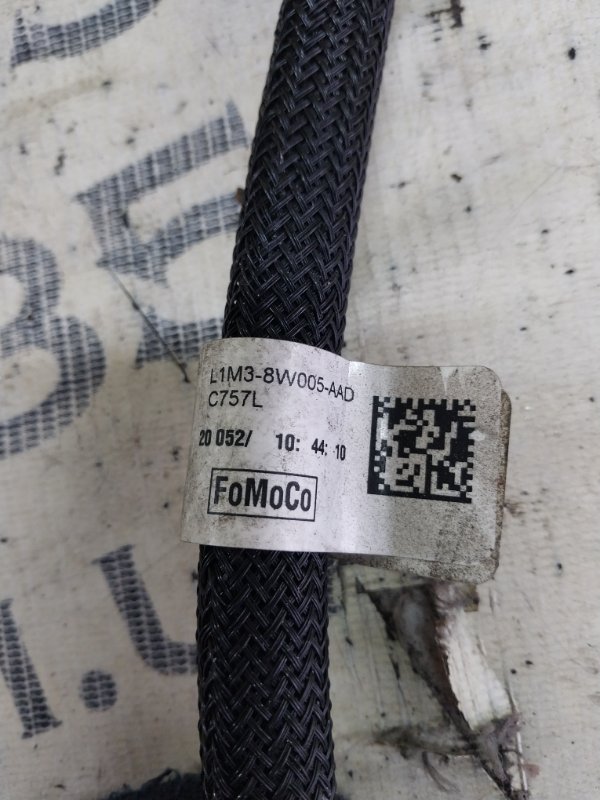 L1M3-8W005-AAD
C757L
20 052/ 10: 44: 10
FoMoCo